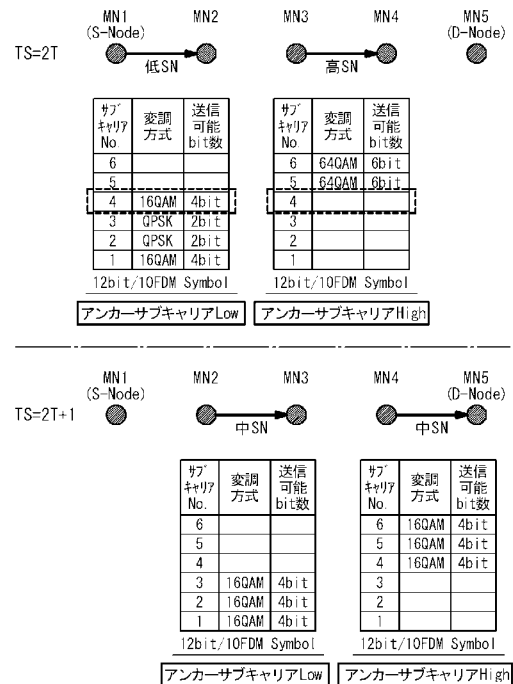 MN1 MN2 MN3 MN4 MN5
(S-Node) (D-Node)
TS=2T
低SN 高SN
サブキャリア No. 変調方式 送信可能bit数
6
5
4 16QAM 4bit
3 QPSK 2bit
2 QPSK 2bit
1 16QAM 4bit
12bit/1OFDM Symbol
アンカーサブキャリアLow
サブキャリア No. 変調方式 送信可能bit数
6 64QAM 6bit
5 64QAM 6bit
4
3
2
1
12bit/1OFDM Symbol
アンカーサブキャリアHigh
MN1 MN2 MN3 MN4 MN5
(S-Node) (D-Node)
TS=2T+1
中SN 中SN
サブキャリア No. 変調方式 送信可能bit数
6
5
4
3 16QAM 4bit
2 16QAM 4bit
1 16QAM 4bit
12bit/1OFDM Symbol
アンカーサブキャリアLow
サブキャリア No. 変調方式 送信可能bit数
6 16QAM 4bit
5 16QAM 4bit
4 16QAM 4bit
3
2
1
12bit/1OFDM Symbol
アンカーサブキャリアHigh